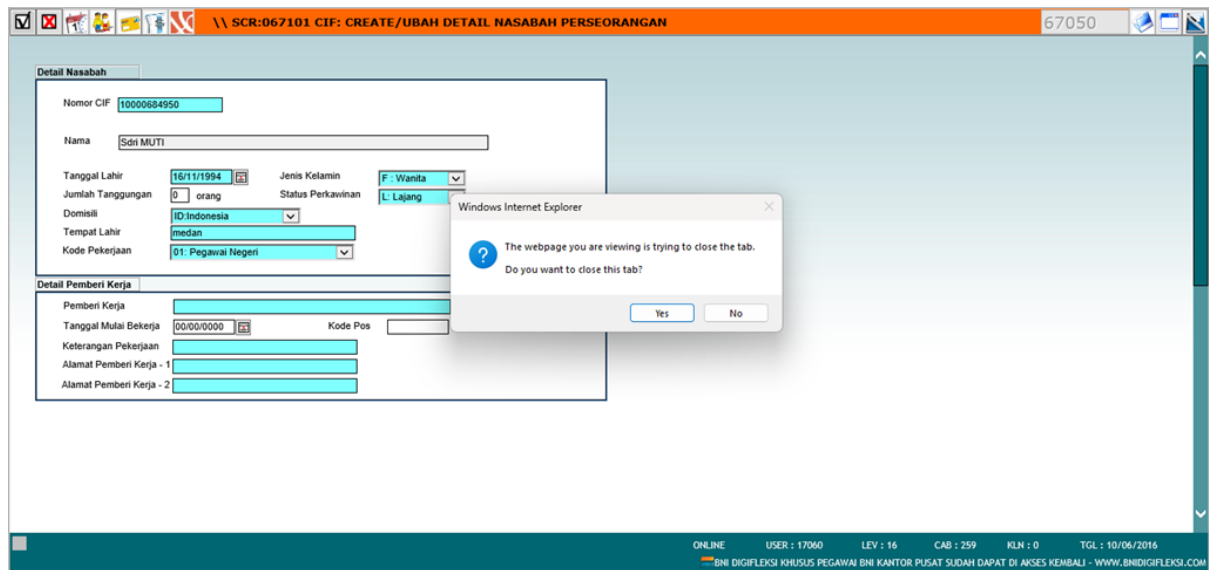 \\ SCR:067101 CIF: CREATE/UBAH DETAIL NASABAH PERSEORANGAN
67050
Detail Nasabah
Nomor CIF 10000684950
Nama Sdri MUTI
Tanggal Lahir 16/11/1994 Jenis Kelamin F : Wanita
Jumlah Tanggungan 0 orang Status Perkawinan L: Lajang
Domisili ID:Indonesia
Tempat Lahir medan
Kode Pekerjaan 01: Pegawai Negeri
Windows Internet Explorer
The webpage you are viewing is trying to close the tab.
Do you want to close this tab?
Yes No
Detail Pemberi Kerja
Pemberi Kerja
Tanggal Mulai Bekerja 00/00/0000 Kode Pos
Keterangan Pekerjaan
Alamat Pemberi Kerja - 1
Alamat Pemberi Kerja - 2
ONLINE USER : 17060 LEV : 16 CAB : 259 KLN : 0 TGL : 10/06/2016
BNI DIGIFLEKSI KHUSUS PEGAWAI BNI KANTOR PUSAT SUDAH DAPAT DI AKSES KEMBALI - WWW.BNIDIGIFLEKSI.COM